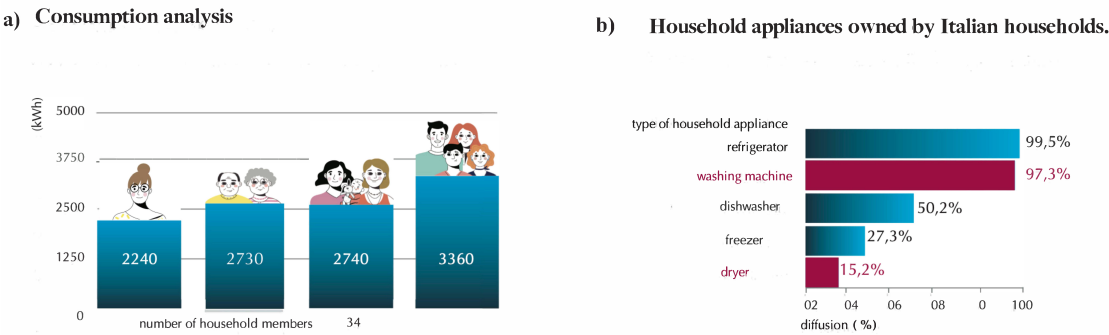 a) Consumption analysis
(kWh)
5000
3750
2500
1250
0
2240
2730
2740
3360
number of household members 34
b) Household appliances owned by Italian households.
type of household appliance
refrigerator 99,5%
washing machine 97,3%
dishwasher 50,2%
freezer 27,3%
dryer 15,2%
02 04 06 08 0 100
diffusion ( %)